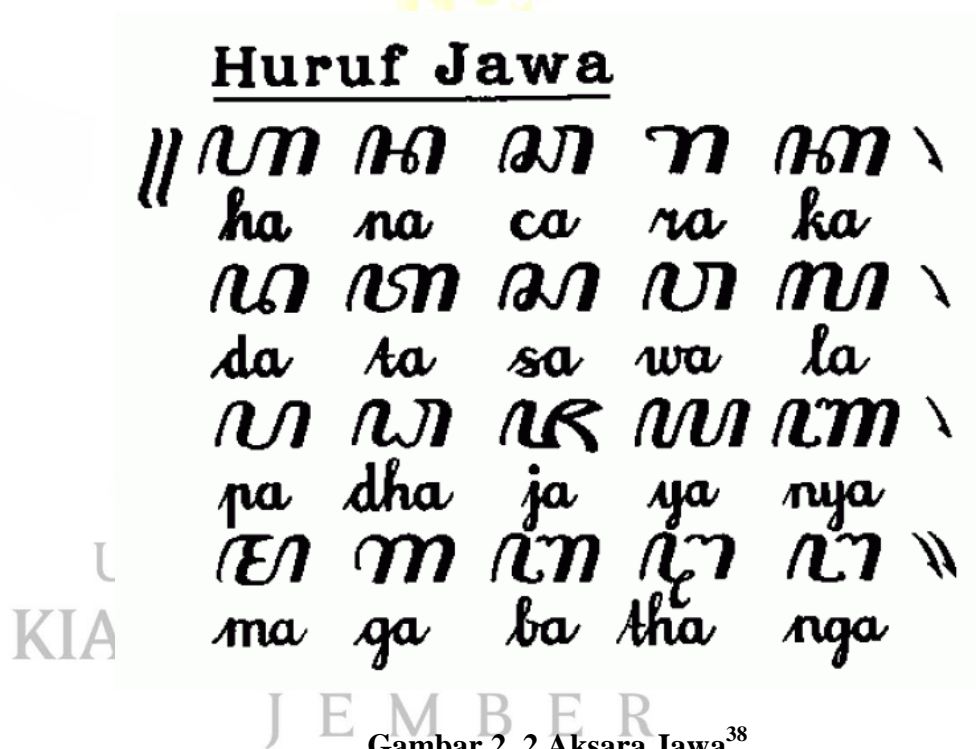 Huruf Jawa
꧋ ꦲ ꦤ ꦕ ꦫ ꦏ ꧈
ha na ca ra ka
ꦢ ꦠ ꦱ ꦮ ꦭ ꧈
da ta sa wa la
ꦥ ꦝ ꦗ ꦪ ꦚ ꧈
pa dha ja ya nya
ꦩ ꦒ ꦧ ꦛ ꦔ ꧉
ma ga ba tha nga
KIA
JEMBER
Gambar 2. 2 Aksara Jawa38